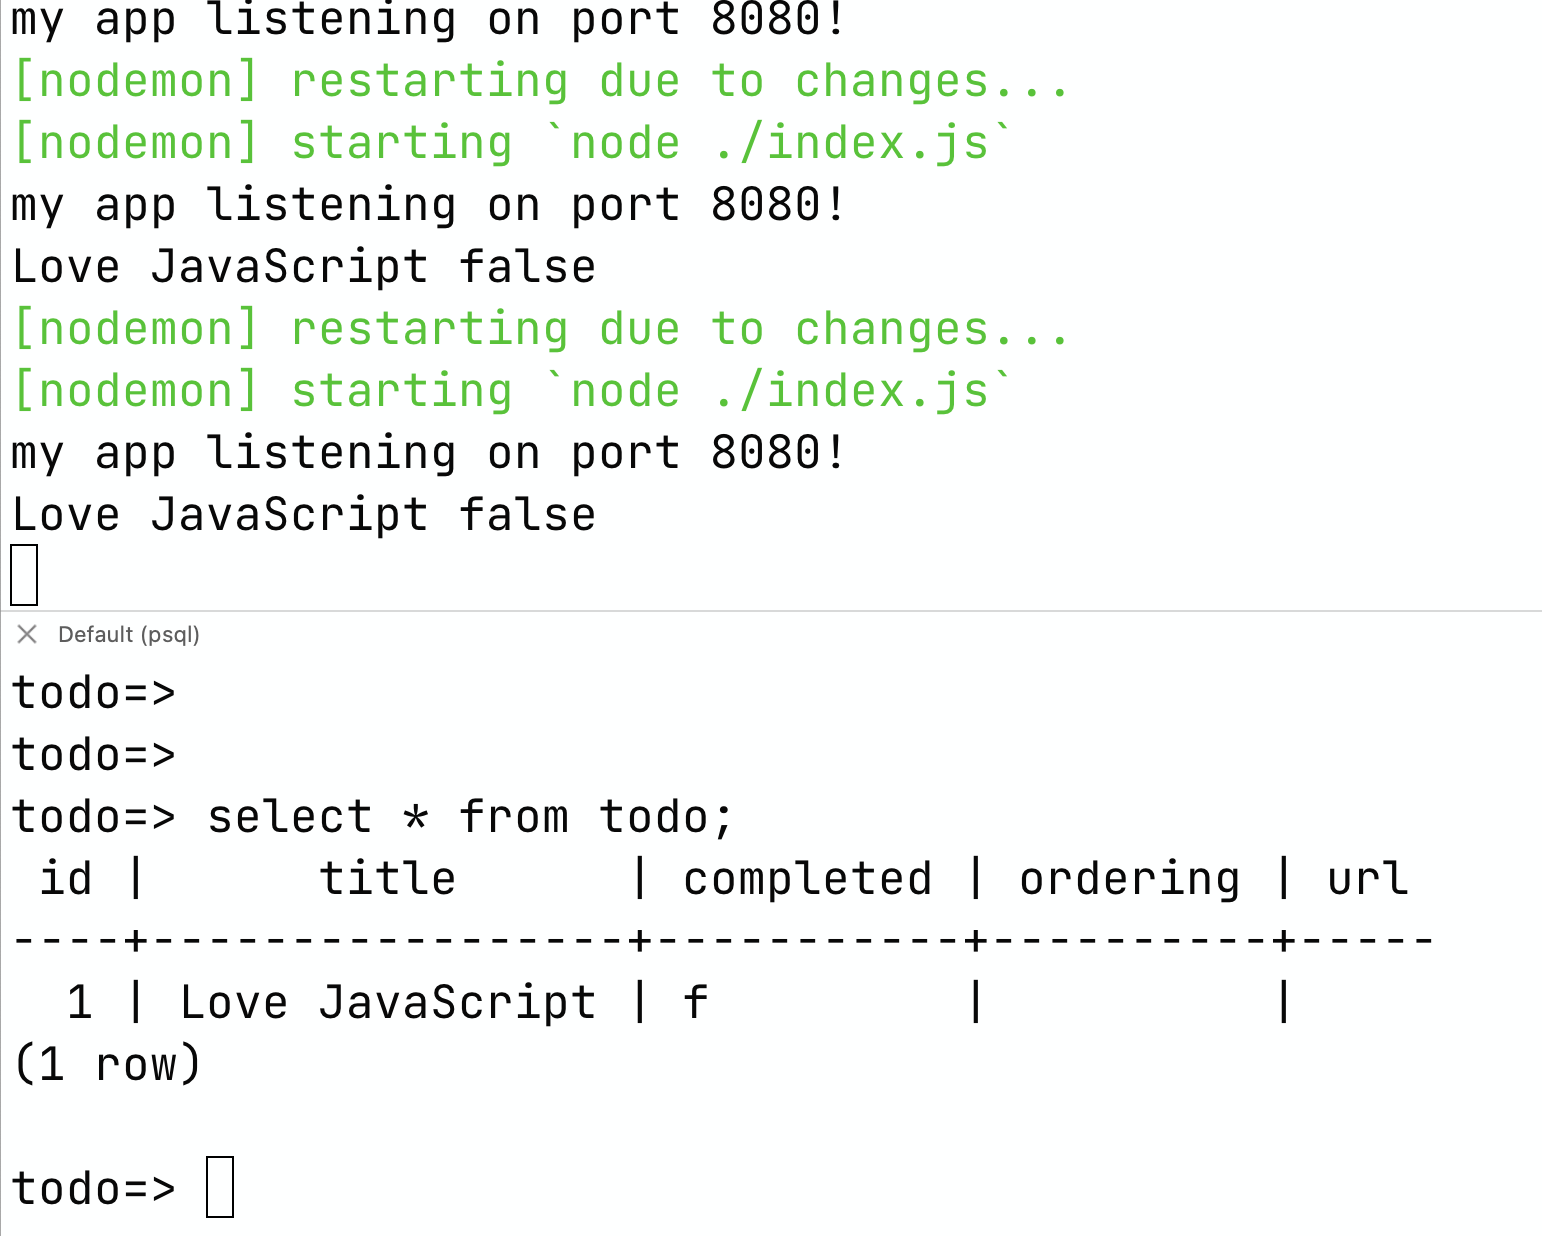 my app listening on port 8080!
[nodemon] restarting due to changes...
[nodemon] starting `node ./index.js`
my app listening on port 8080!
Love JavaScript false
[nodemon] restarting due to changes...
[nodemon] starting `node ./index.js`
my app listening on port 8080!
Love JavaScript false
Default (psql)
todo=>
todo=>
todo=> select * from todo;
 id |      title      | completed | ordering | url
----+-----------------+-----------+----------+-----
  1 | Love JavaScript | f         |          |
(1 row)
todo=>